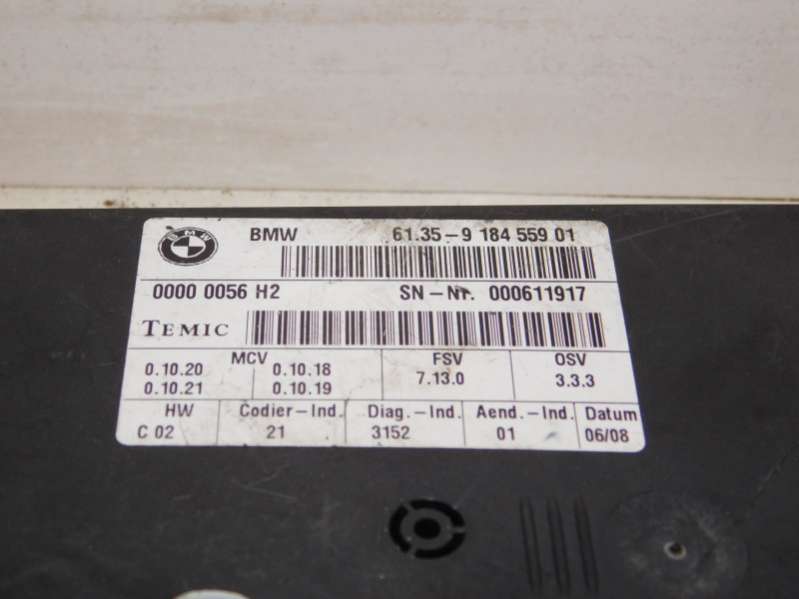 BMW
BMW 61.35-9 184 559 01
0000 0056 H2 SN-Nr. 000611917
TEMIC
MCV FSV OSV
0.10.20 0.10.18 7.13.0 3.3.3
0.10.21 0.10.19
HW Codier-Ind. Diag.-Ind. Aend.-Ind. Datum
C 02 21 3152 01 06/08